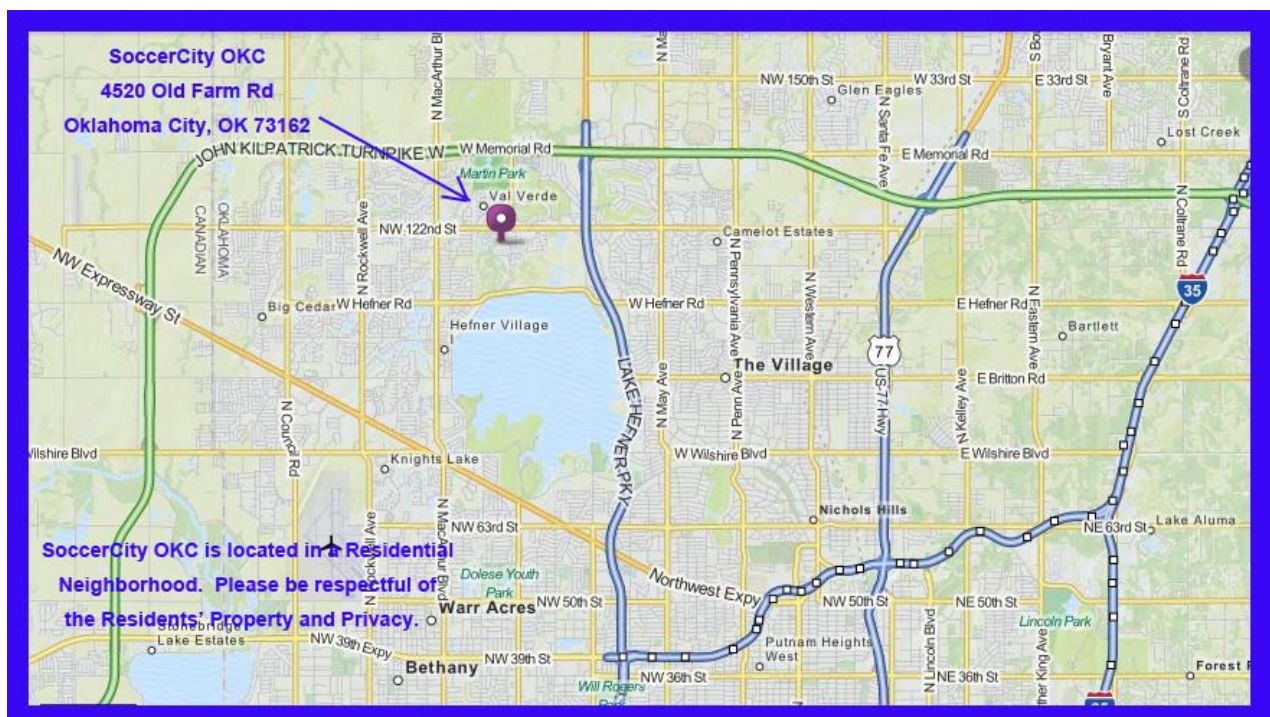 SoccerCity OKC
4520 Old Farm Rd
Oklahoma City, OK 73162
N MacArthur Bl
NW 150th St
W 33rd St
E 33rd St
Bryant Ave
S Coltrane Rd
Glen Eagles
N Santa Fe Ave
Lost Creek
JOHN KILPATRICK TURNPIKE W
W Memorial Rd
E Memorial Rd
Martin Park
Val Verde
OKLAHOMA
CANADIAN
N Rockwell Ave
NW 122nd St
Camelot Estates
N Coltrane Rd
NW Expressway St
Big Cedar
W Hefner Rd
W Hefner Rd
N Pennsylvania Ave
N Western Ave
E Hefner Rd
N Eastern Ave
35
Hefner Village
Bartlett
77
The Village
LAKE HEFNER PKY
N May Ave
N Penn Ave
US-77 Hwy
E Britton Rd
N Kelley Ave
N Council Rd
Wilshire Blvd
Knights Lake
W Wilshire Blvd
E Wilshire Blvd
N Rockwell Ave
N MacArthur Blvd
NW 63rd St
Nichols Hills
NE 63rd St
Lake Aluma
SoccerCity OKC is located in a Residential
Neighborhood. Please be respectful of
the Residents' Property and Privacy.
Dolese Youth
Park
Northwest Expy
Warr Acres
NW 50th St
NW 50th St
NE 50th St
Lincoln Park
Stonebridge
Lake Estates
NW 39th Expy
Bethany
NW 39th St
Putnam Heights
West
N Lincoln Blvd
NW 36th St
NE 36th St
Will Rogers